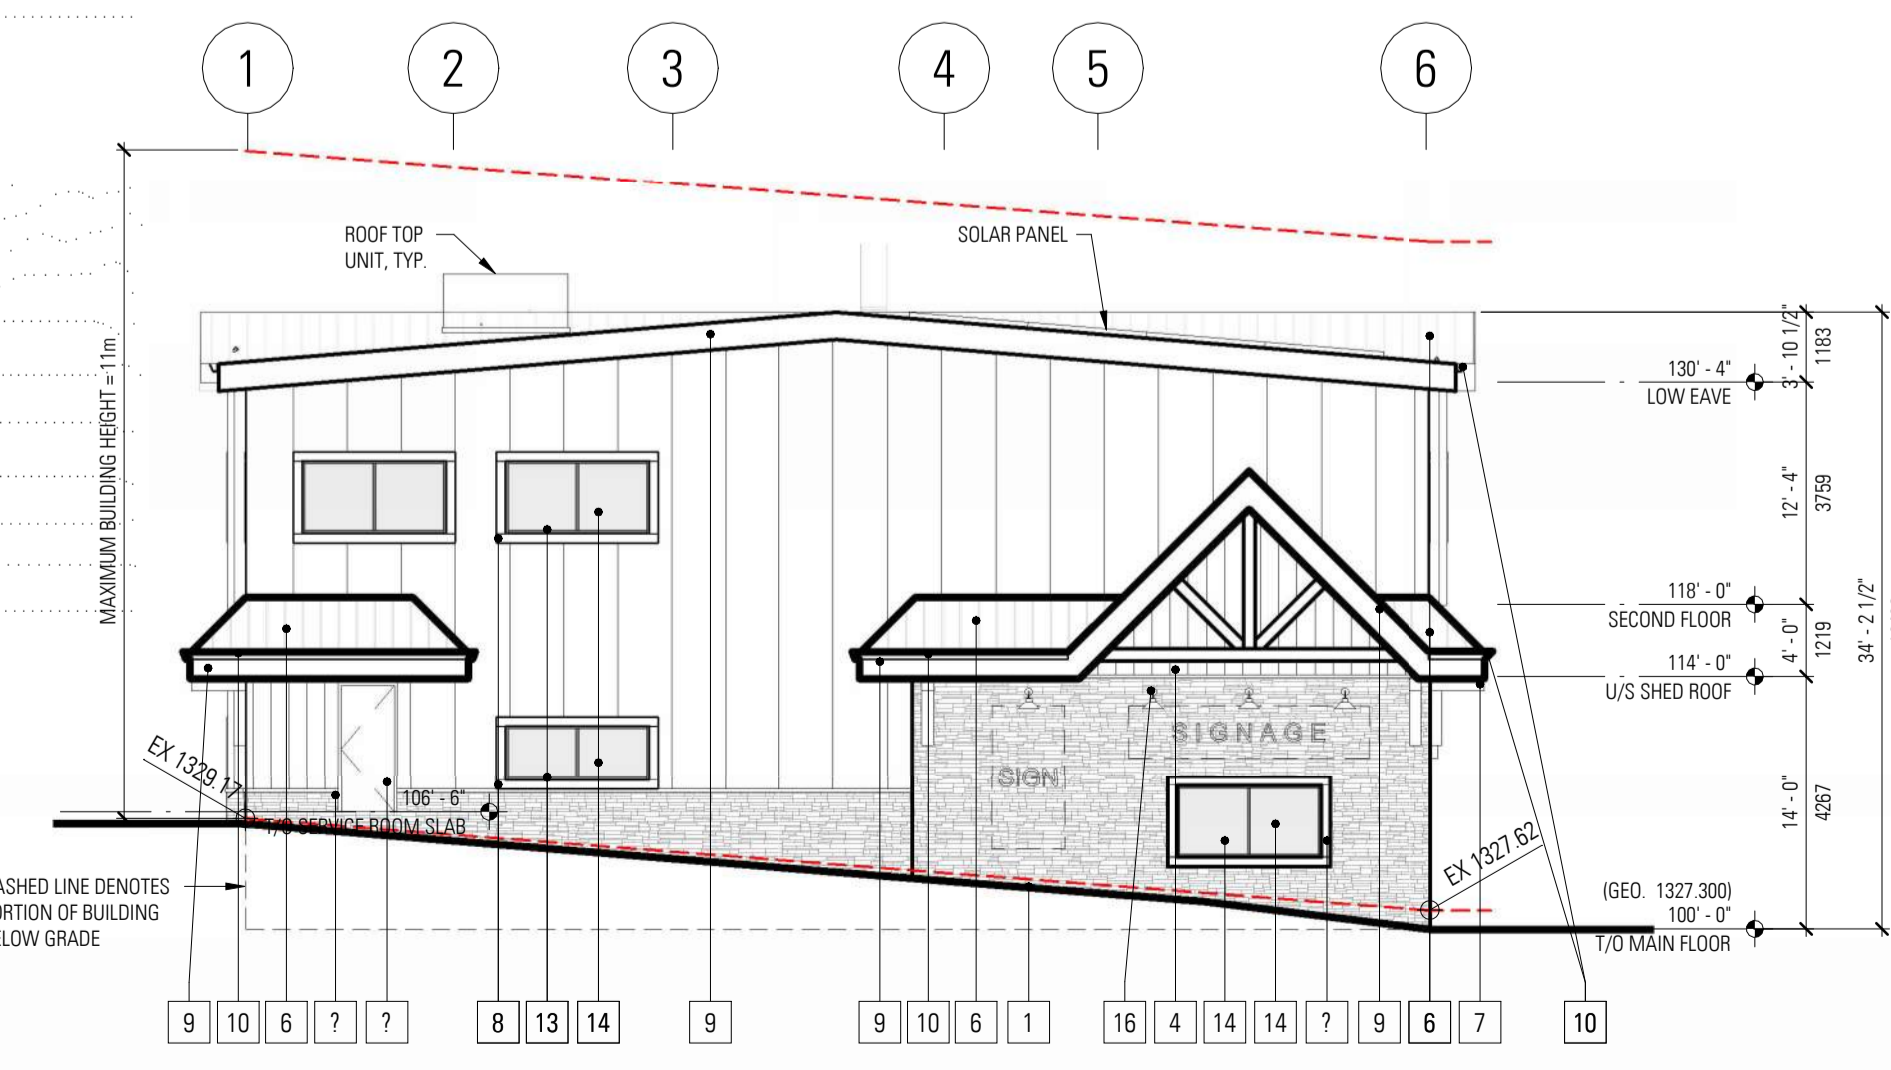 1 2 3 4 5 6
ROOF TOP
UNIT, TYP.
SOLAR PANEL
MAXIMUM BUILDING HEIGHT = 11m
3' - 10 1/2"
1183
130' - 4"
LOW EAVE
12' - 4"
3759
118' - 0"
SECOND FLOOR
4' - 0"
1219
34' - 2 1/2"
114' - 0"
U/S SHED ROOF
SIGNAGE
SIGN
EX 1329.17
106' - 6"
T/O SERVICE ROOM SLAB
14' - 0"
4267
EX 1327.62
ASHED LINE DENOTES
ORTION OF BUILDING
ELOW GRADE
(GEO. 1327.300)
100' - 0"
T/O MAIN FLOOR
9 10 6 ? ? 8 13 14 9 9 10 6 1 16 4 14 14 ? 9 6 7 10